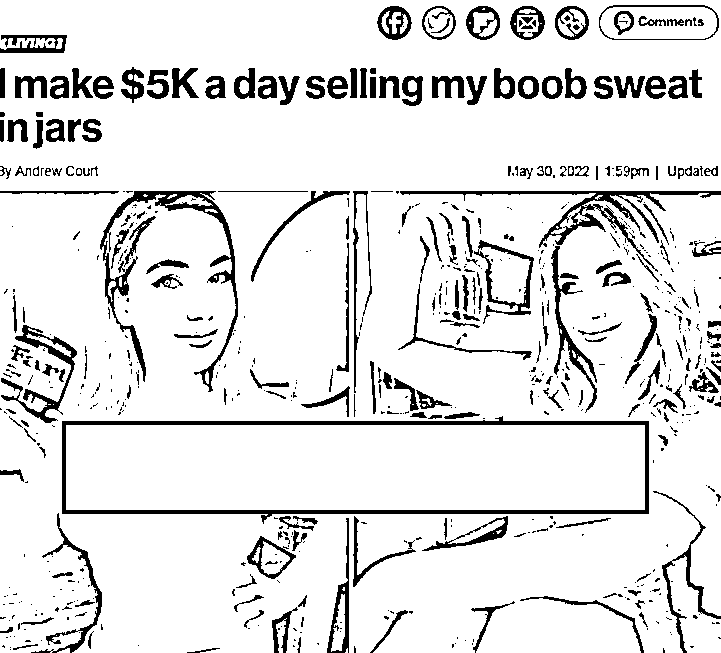 Comments
LIVING
I make $5K a day selling my boob sweat
in jars
By Andrew Court
May 30, 2022 | 1:59pm | Updated